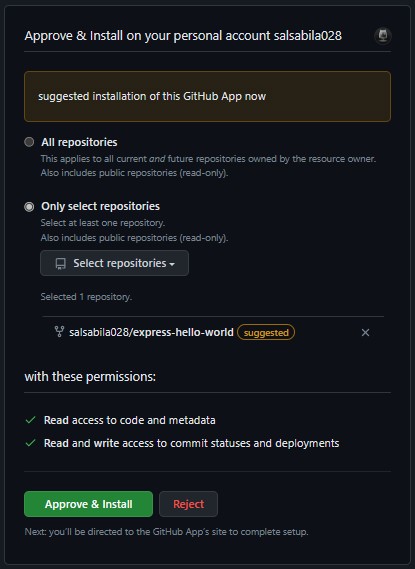 Approve & Install on your personal account salsabila028
suggested installation of this GitHub App now
All repositories
This applies to all current and future repositories owned by the resource owner.
Also includes public repositories (read-only).
Only select repositories
Select at least one repository.
Also includes public repositories (read-only).
Select repositories
Selected 1 repository.
salsabila028/express-hello-world suggested
with these permissions:
Read access to code and metadata
Read and write access to commit statuses and deployments
Approve & Install Reject
Next: you'll be directed to the GitHub App's site to complete setup.